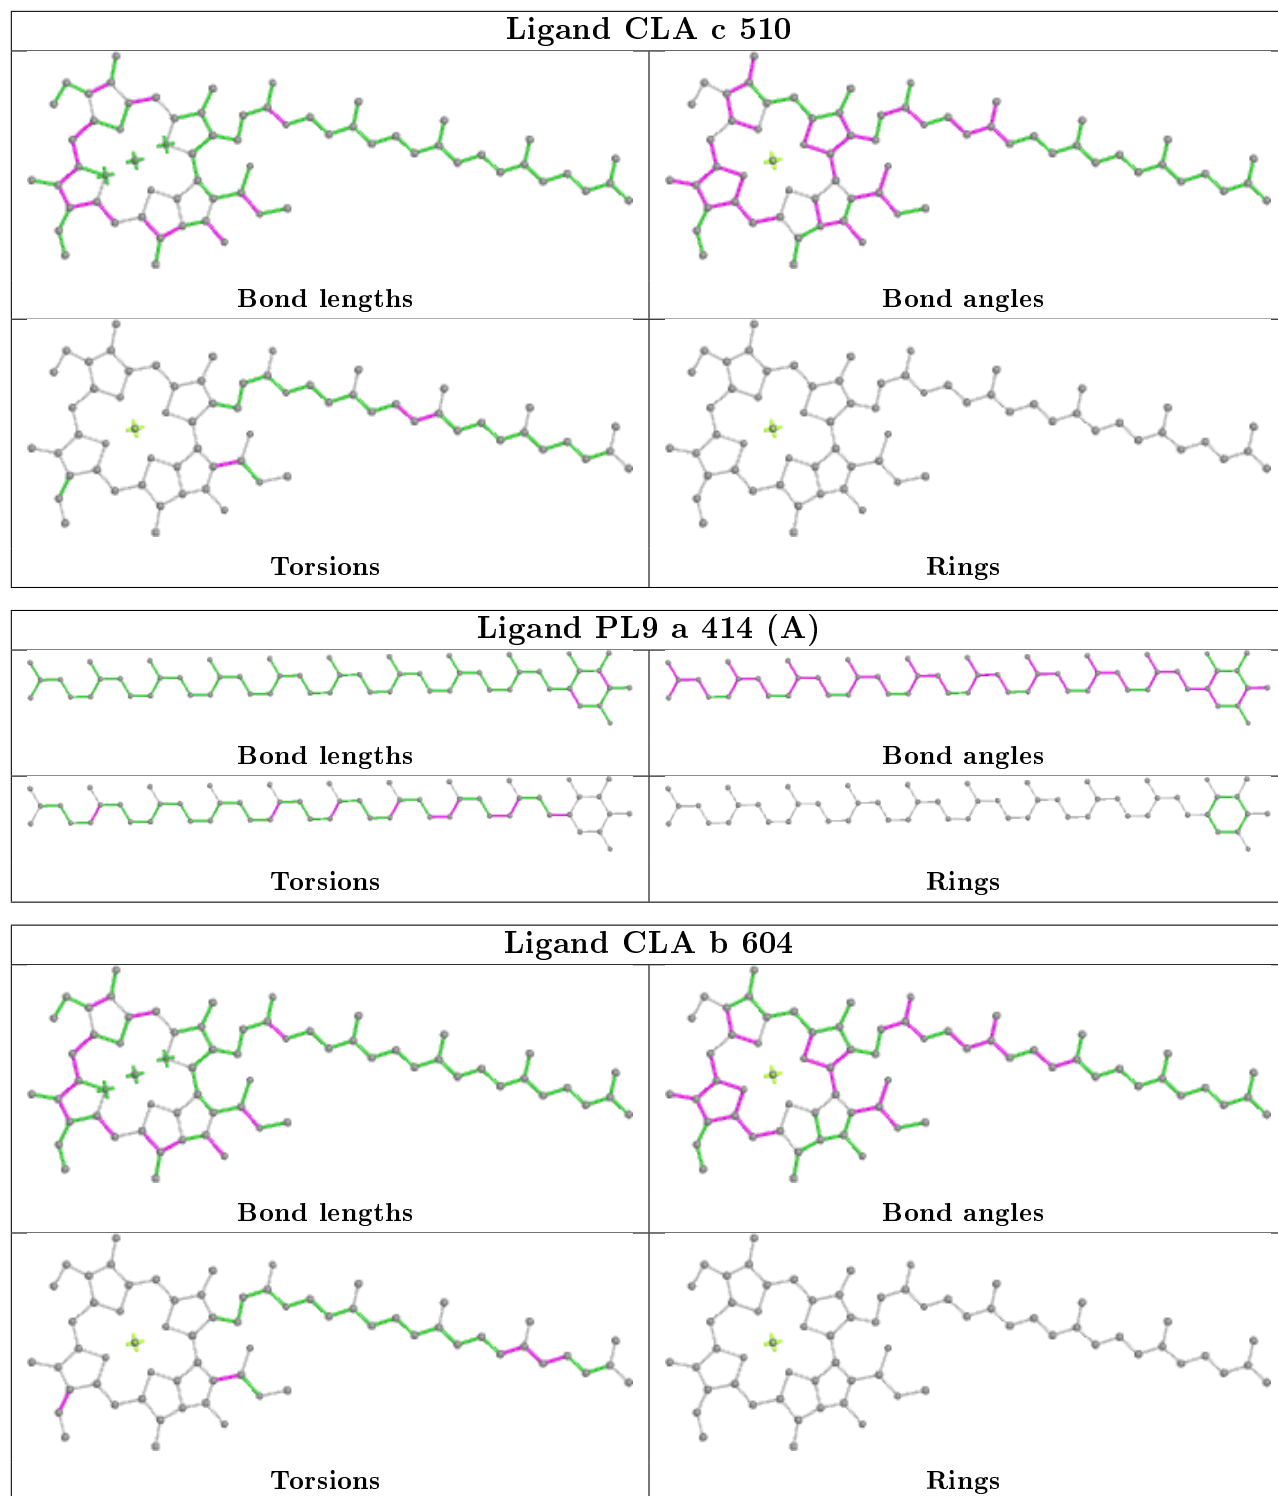 Ligand CLA c 510
Bond lengths
Bond angles
Torsions
Rings
Ligand PL9 a 414 (A)
Bond lengths
Bond angles
Torsions
Rings
Ligand CLA b 604
Bond lengths
Bond angles
Torsions
Rings